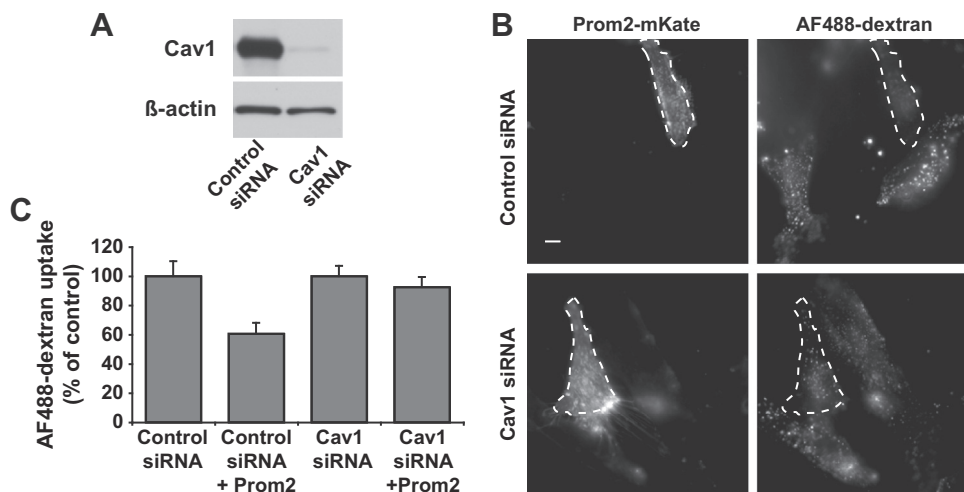 A
Cav1
ß-actin
Control
siRNA
Cav1
siRNA
B
Prom2-mKate
AF488-dextran
Control siRNA
Cav1 siRNA
C
AF488-dextran uptake
(% of control)
120
100
80
60
40
20
0
Control
siRNA
Control
siRNA
+ Prom2
Cav1
siRNA
Cav1
siRNA
+Prom2